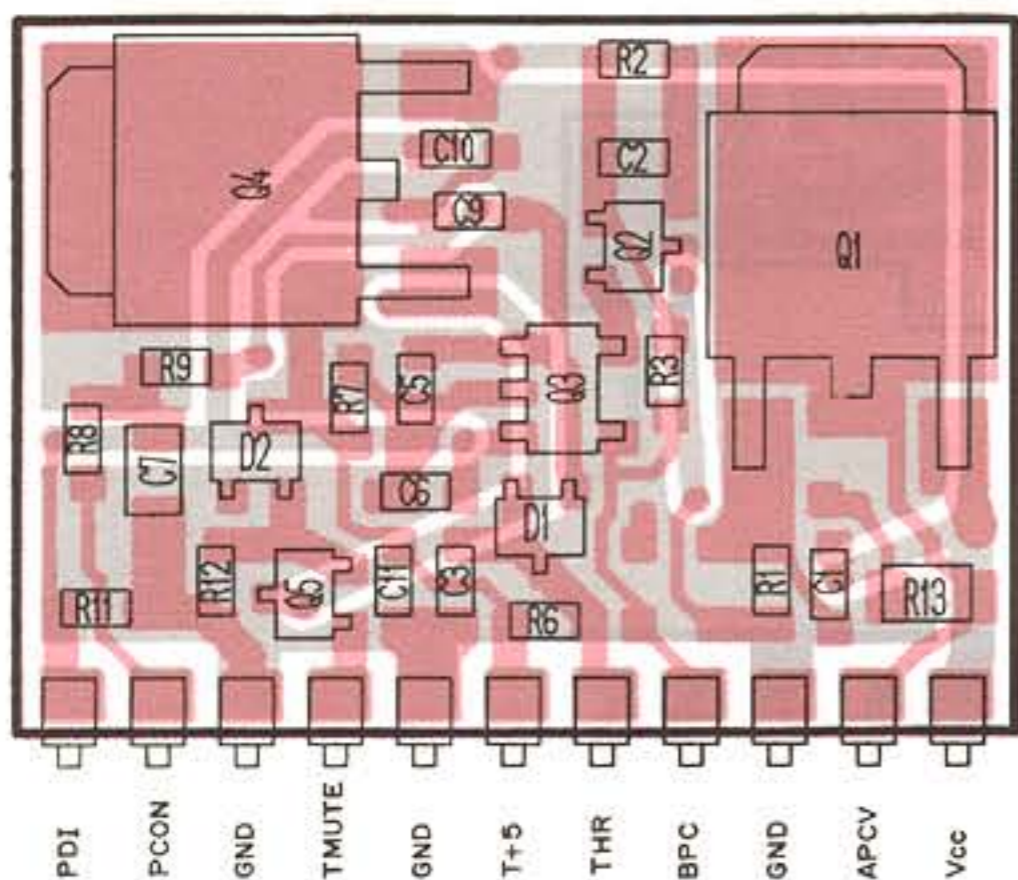 R2
C10
C2
Q4
C9
Q2
Q1
R9
R7
C5
Q3
R3
R8
C7
D2
C6
D1
R12
Q5
C11
C3
R1
C1
R13
R11
R6
PDI
PCON
GND
TMUTE
GND
T+5
THR
BPC
GND
APCV
Vcc